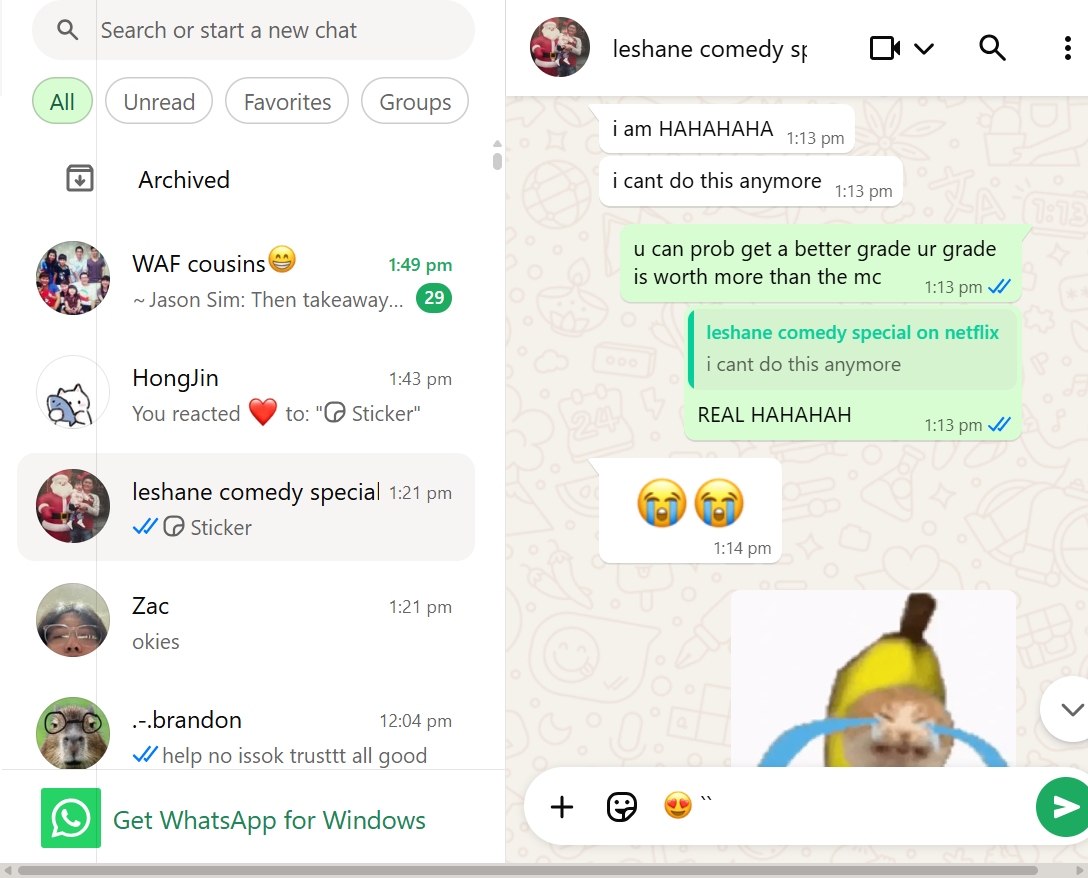 Search or start a new chat
All
Unread
Favorites
Groups
Archived
WAF cousins😁
1:49 pm
~ Jason Sim: Then takeaway...
29
HongJin
1:43 pm
You reacted ❤️ to: "Sticker"
leshane comedy special
1:21 pm
Sticker
Zac
1:21 pm
okies
.-.brandon
12:04 pm
help no issok trusttt all good
Get WhatsApp for Windows
leshane comedy sp
i am HAHAHAHA
1:13 pm
i cant do this anymore
1:13 pm
u can prob get a better grade ur grade
is worth more than the mc
1:13 pm
leshane comedy special on netflix
i cant do this anymore
REAL HAHAHAH
1:13 pm
😭😭
1:14 pm
😍 ``